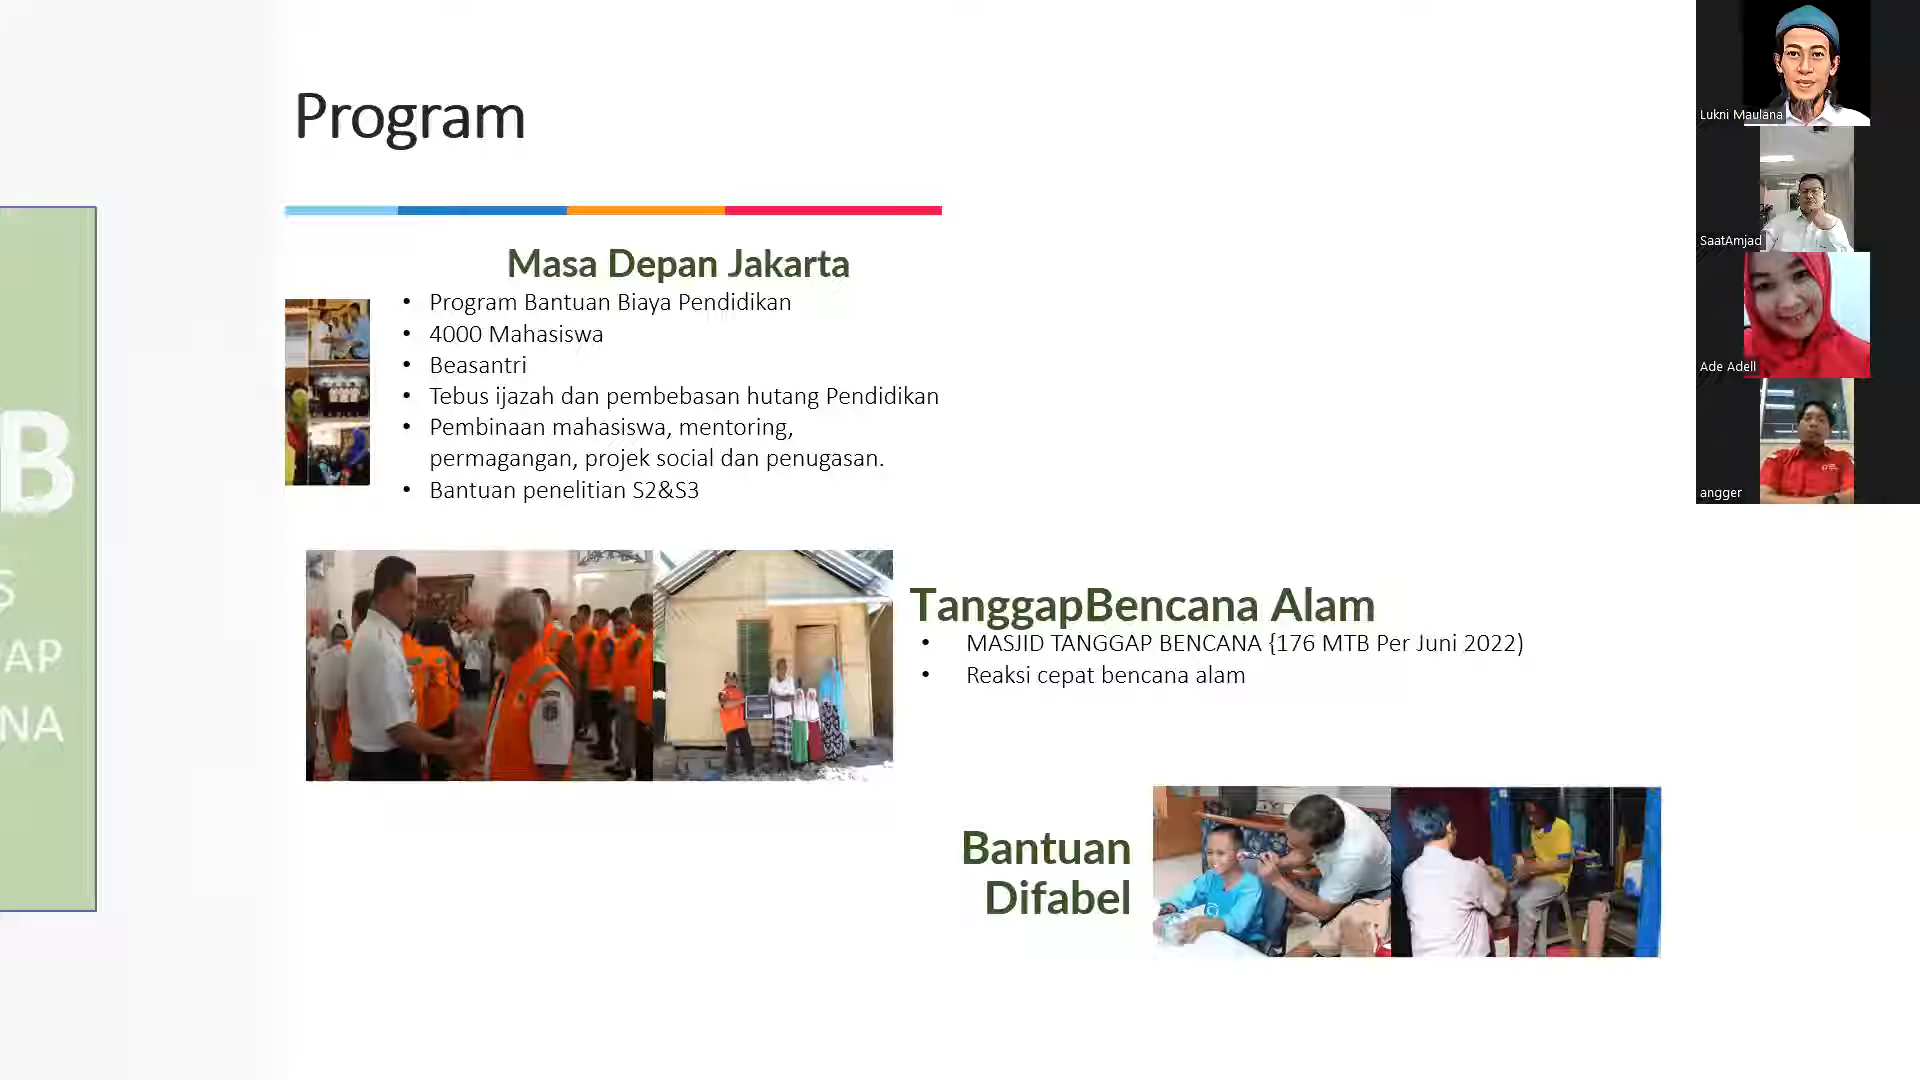 Program
Masa Depan Jakarta
• Program Bantuan Biaya Pendidikan
• 4000 Mahasiswa
• Beasantri
• Tebus ijazah dan pembebasan hutang Pendidikan
• Pembinaan mahasiswa, mentoring,
permagangan, projek social dan penugasan.
• Bantuan penelitian S2&S3
TanggapBencana Alam
• MASJID TANGGAP BENCANA {176 MTB Per Juni 2022)
• Reaksi cepat bencana alam
Bantuan
Difabel
B
S
AP
NA
Lukni Maulana
SaatAmjad
Ade Adell
angger